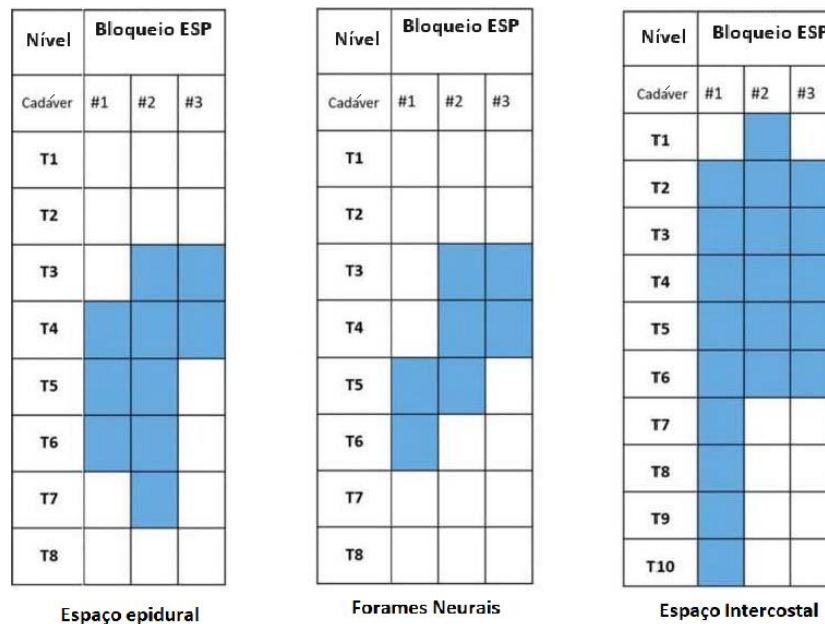 Nível Bloqueio ESP
Cadáver #1 #2 #3
T1
T2
T3
T4
T5
T6
T7
T8
Espaço epidural
Nível Bloqueio ESP
Cadáver #1 #2 #3
T1
T2
T3
T4
T5
T6
T7
T8
Forames Neurais
Nível Bloqueio ESP
Cadáver #1 #2 #3
T1
T2
T3
T4
T5
T6
T7
T8
T9
T10
Espaço Intercostal